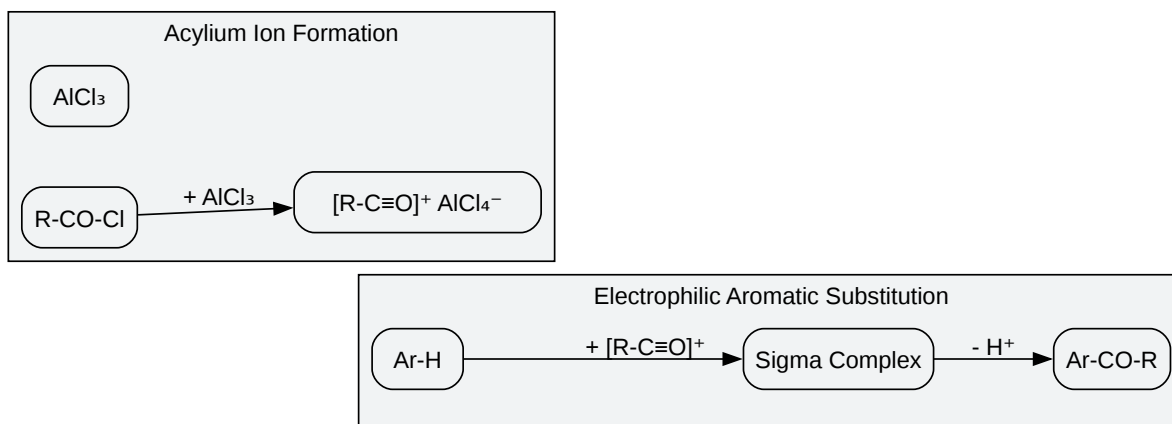 Acylium Ion Formation
AlCl₃
+ AlCl₃
R-CO-Cl
[R-C≡O]⁺ AlCl₄⁻
Electrophilic Aromatic Substitution
Ar-H
+ [R-C≡O]⁺
Sigma Complex
- H⁺
Ar-CO-R